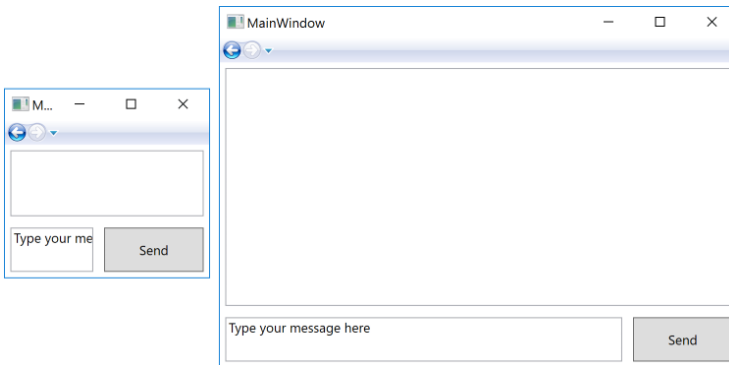 M...
Type your me
Send
MainWindow
Type your message here
Send